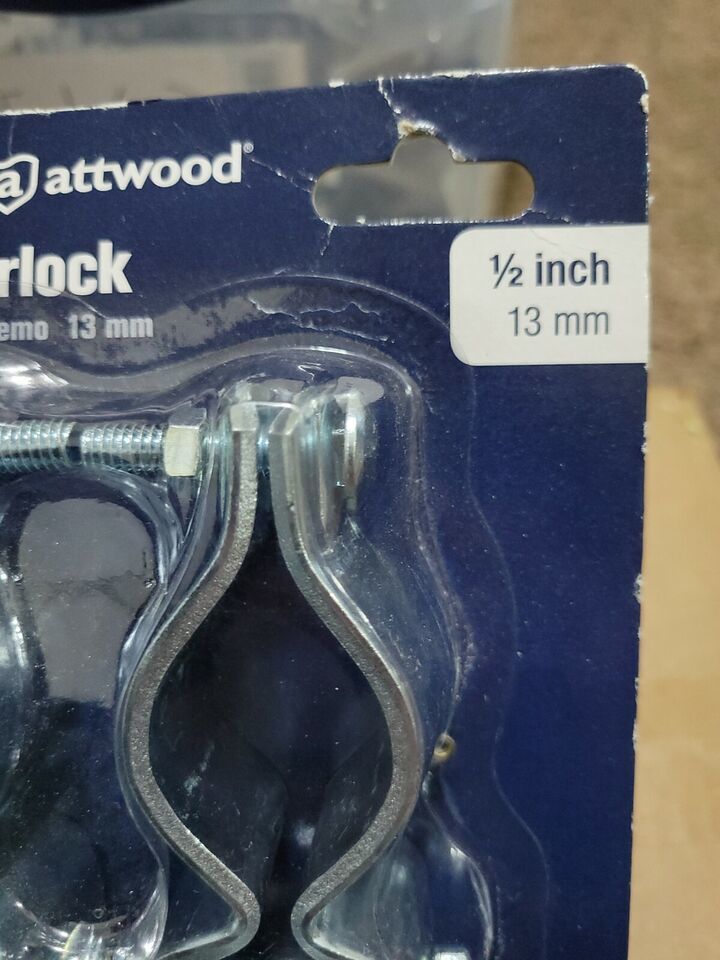 attwood®
rlock
emo 13 mm
½ inch
13 mm